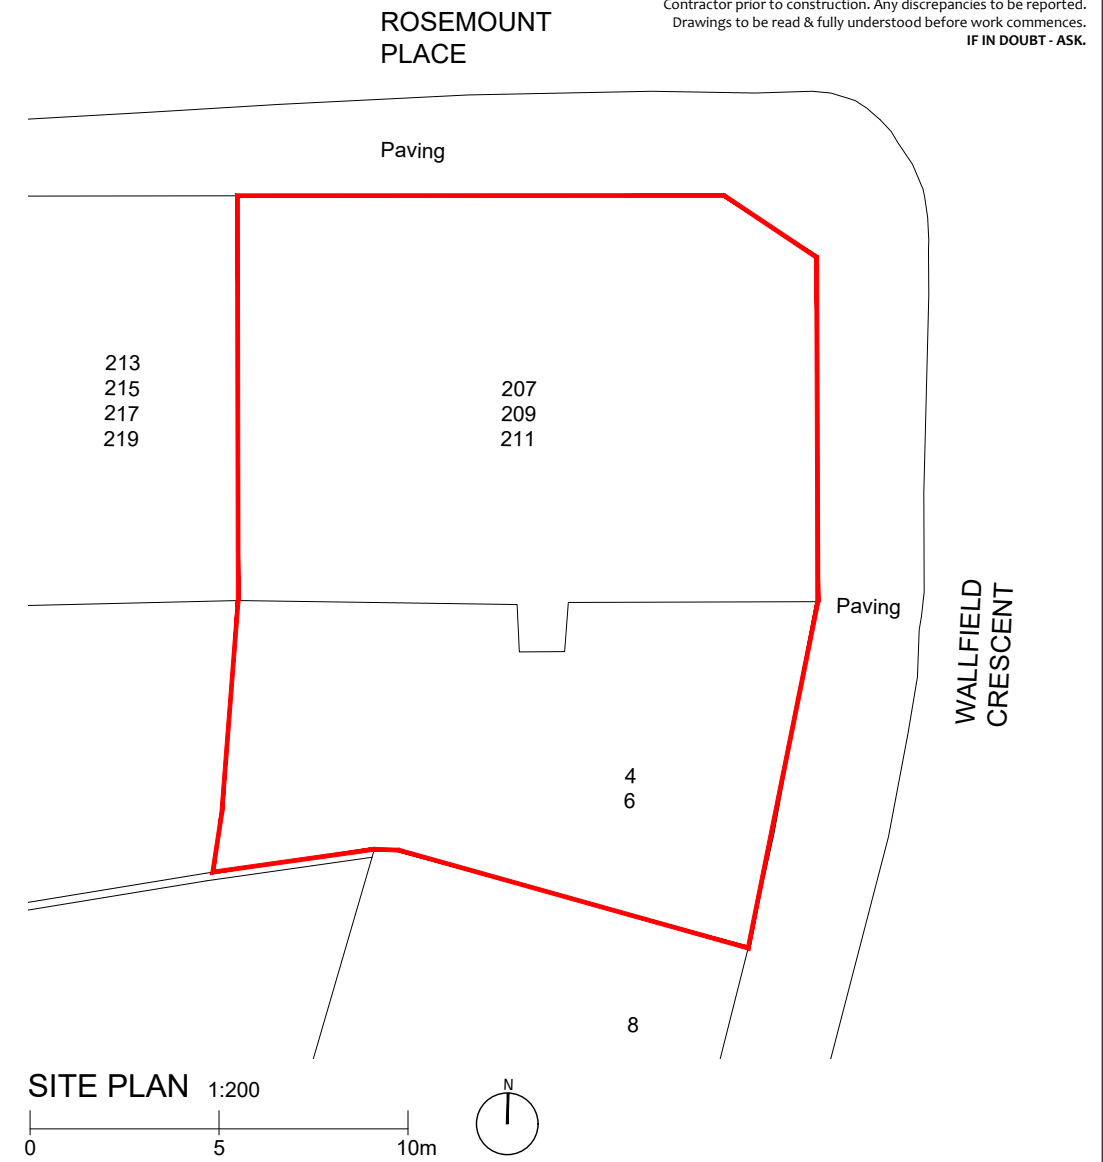 Contractor prior to construction. Any discrepancies to be reported.
Drawings to be read & fully understood before work commences.
IF IN DOUBT - ASK.
ROSEMOUNT
PLACE
Paving
213
215
217
219
207
209
211
Paving
WALLFIELD
CRESCENT
4
6
8
SITE PLAN 1:200
N
0 5 10m